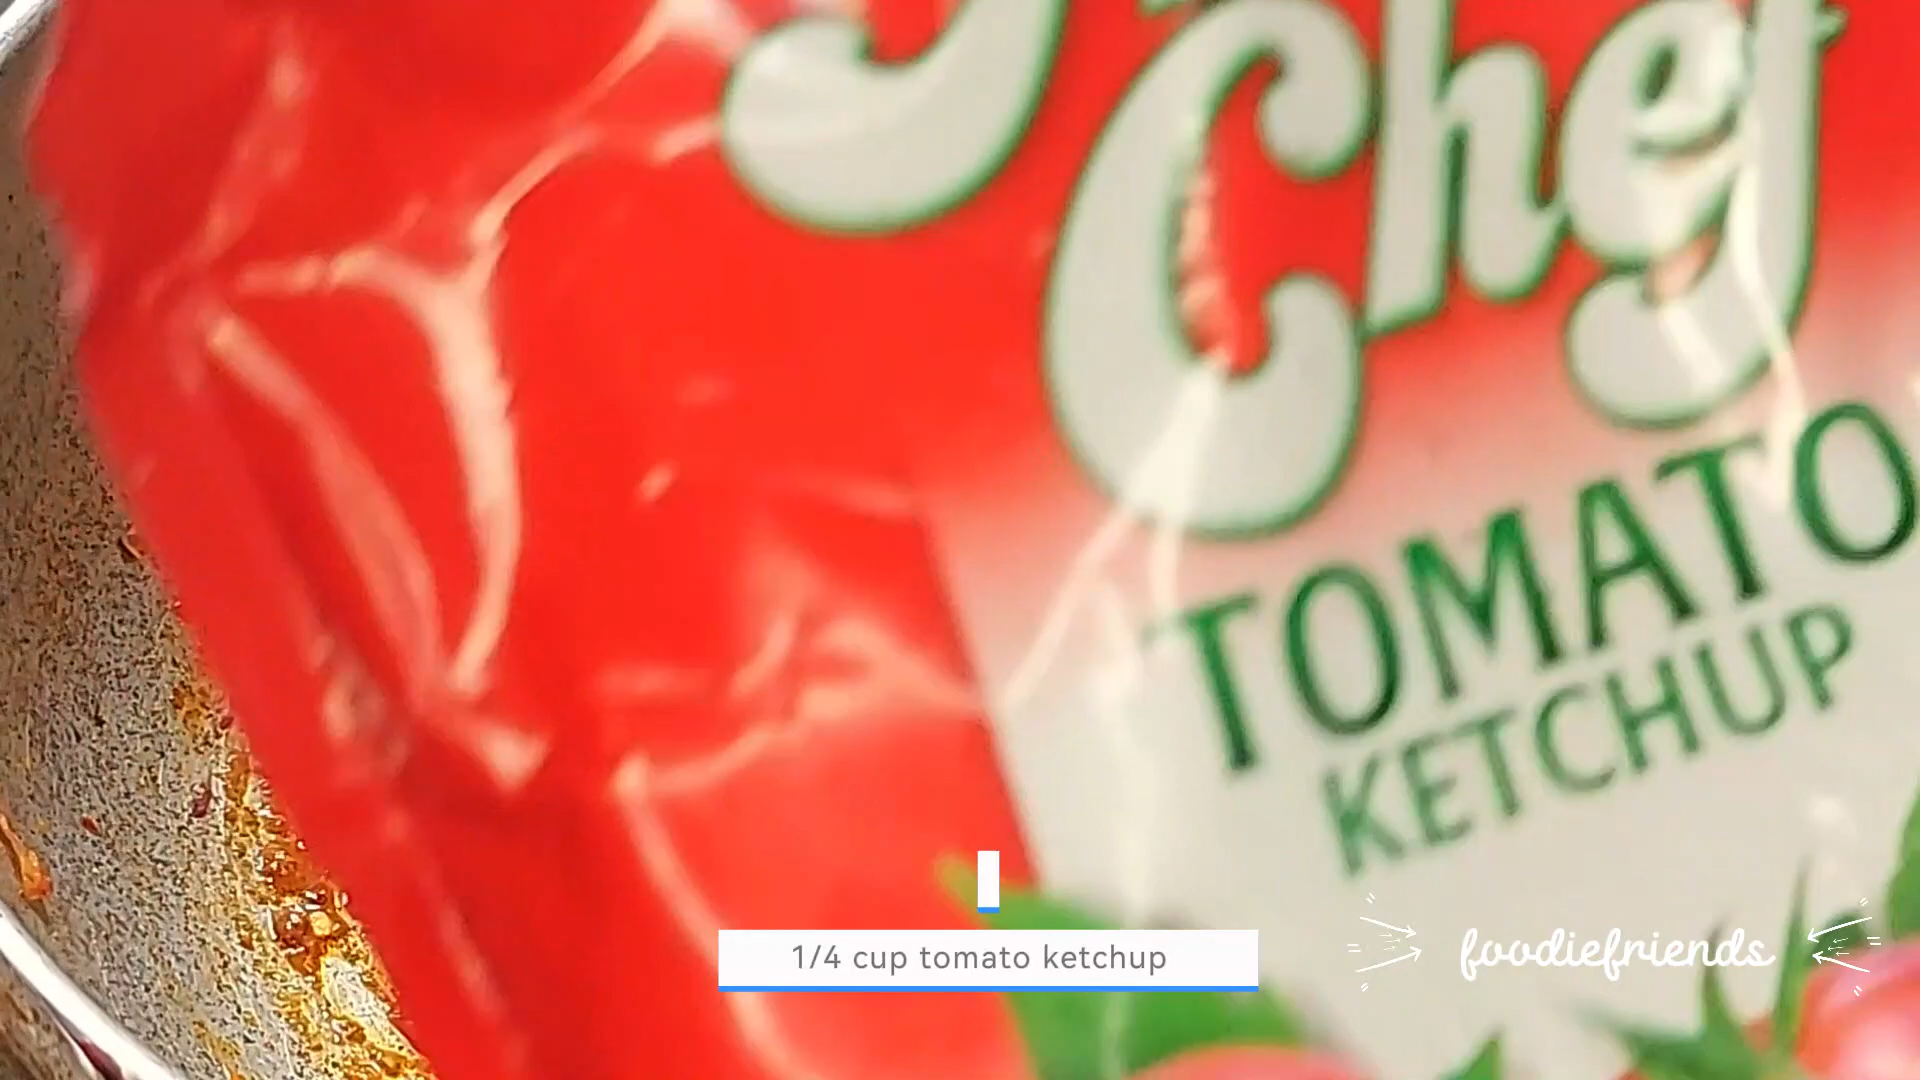 Chef
TOMATO
KETCHUP
1/4 cup tomato ketchup
foodiefriends